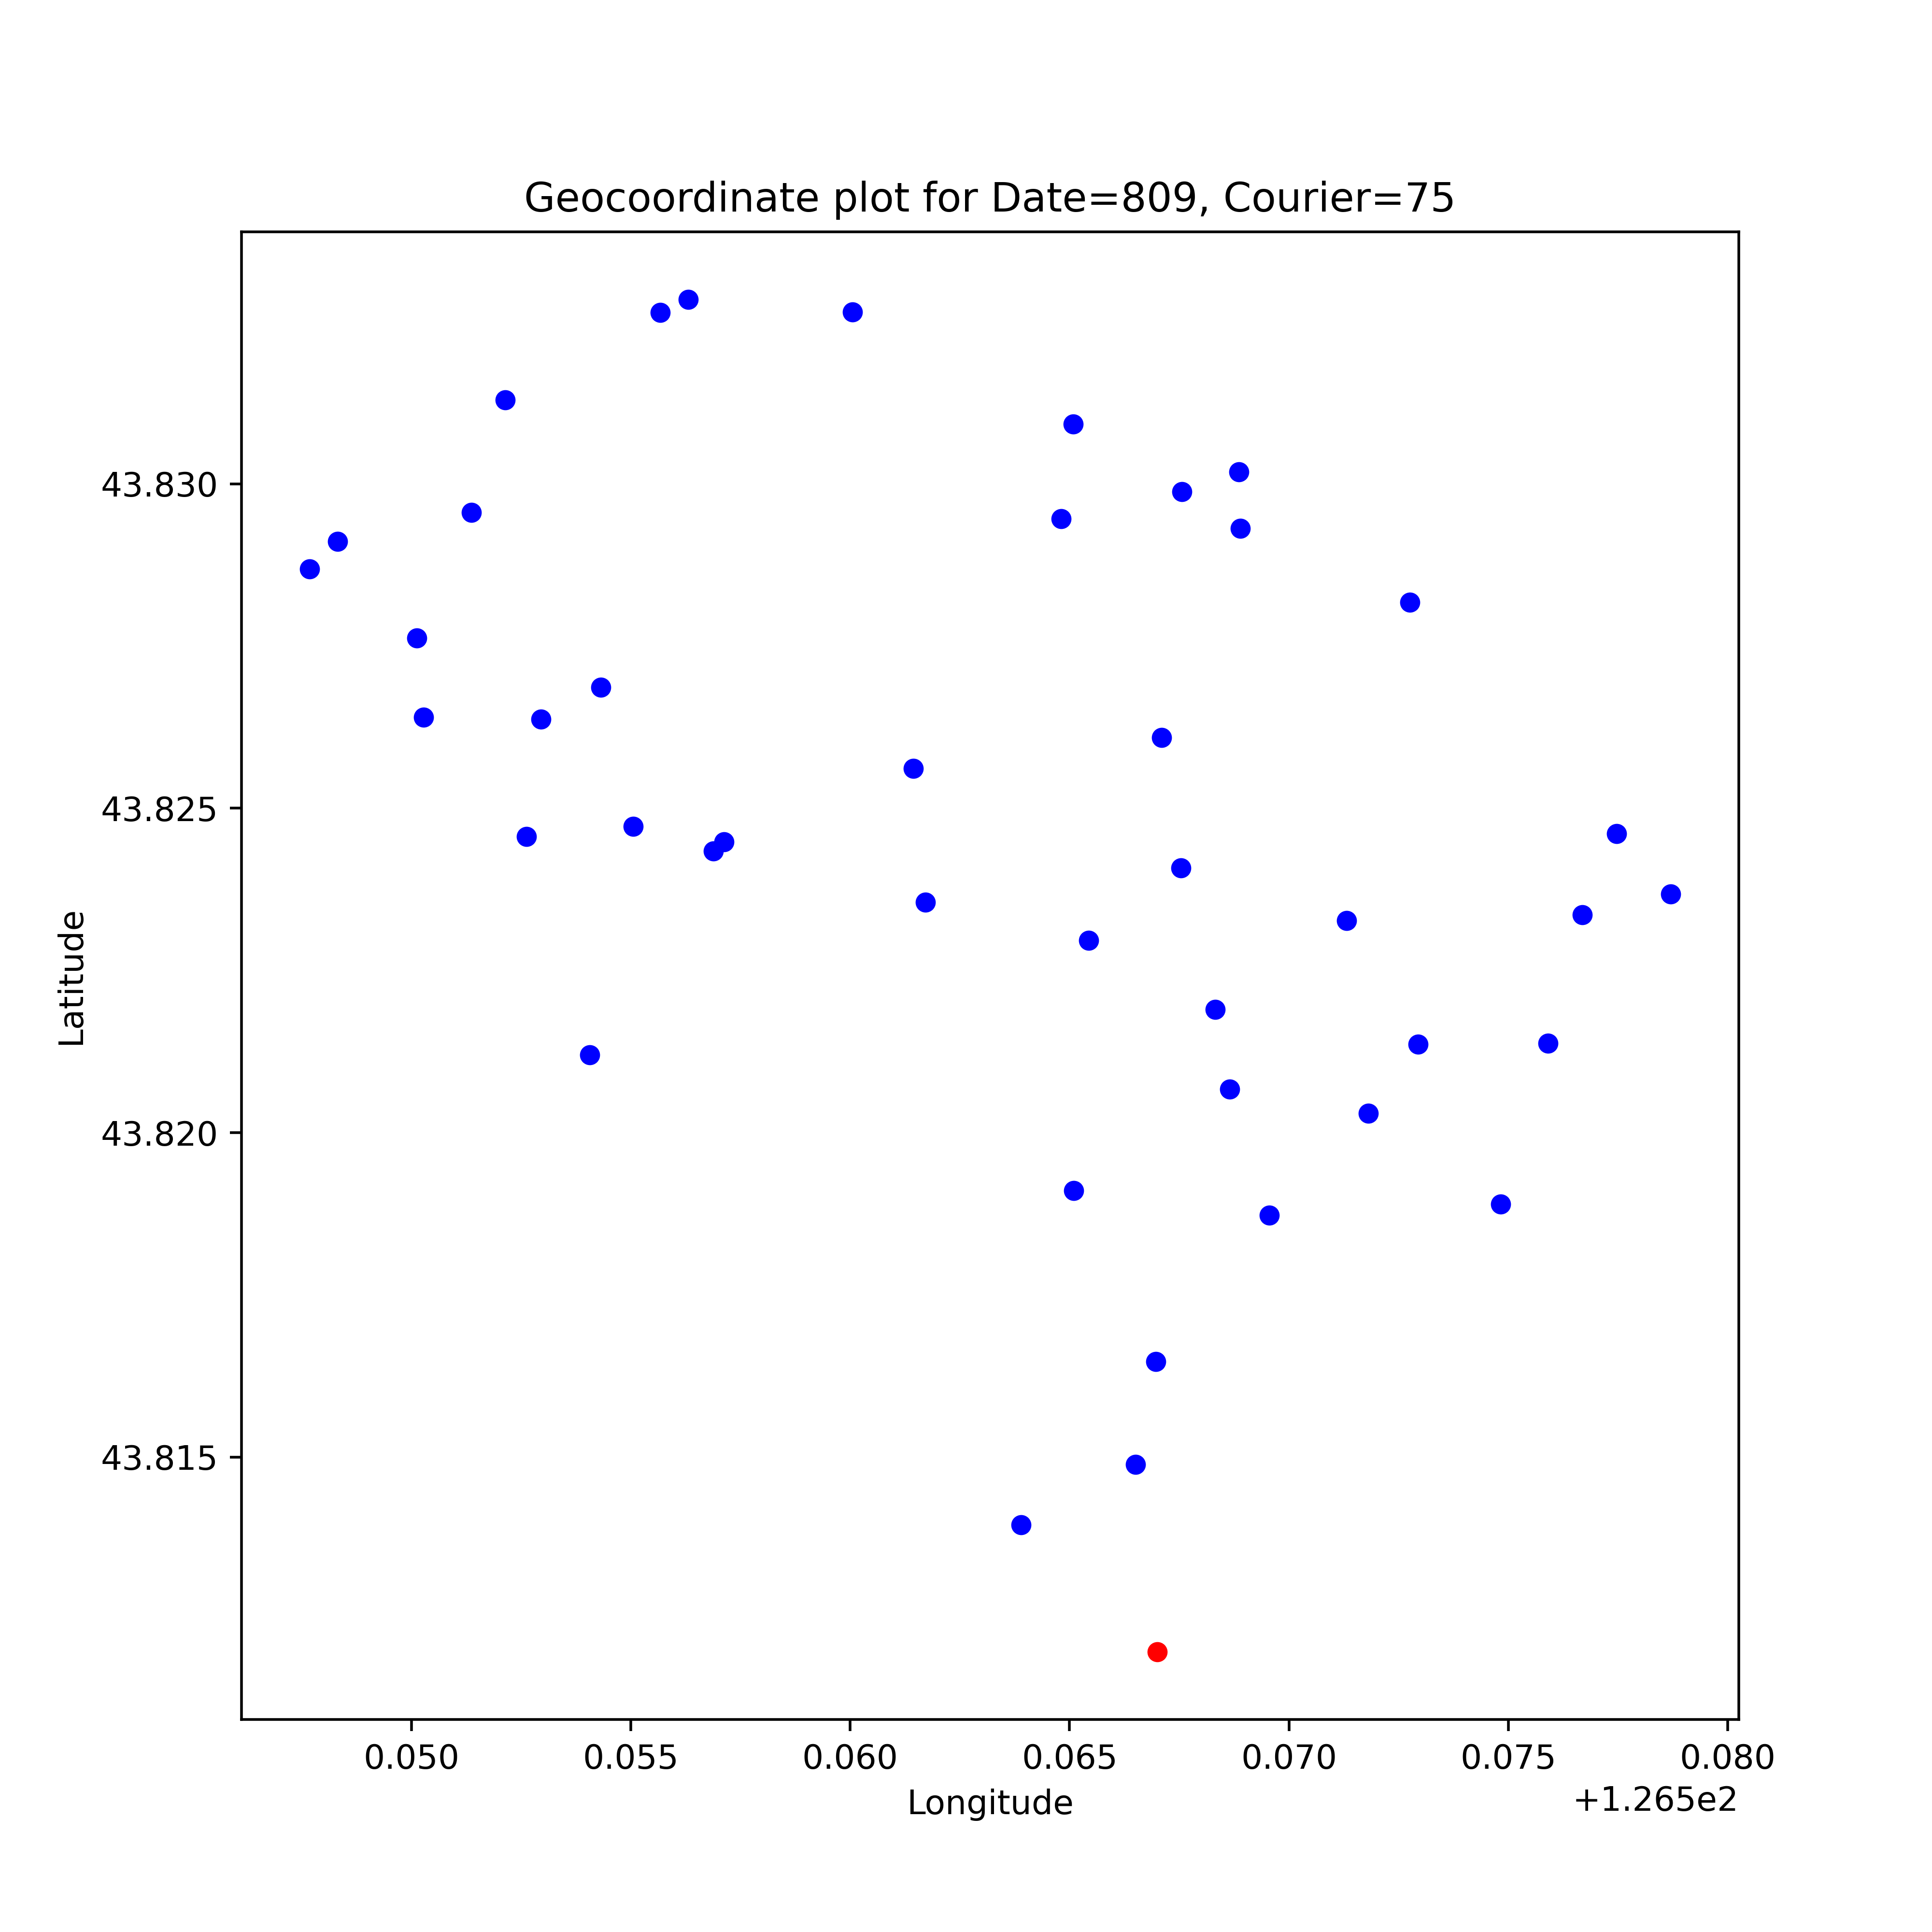 Geocoordinate plot for Date=809, Courier=75
Latitude
43.830
43.825
43.820
43.815
0.050 0.055 0.060 0.065 0.070 0.075 0.080
Longitude
+1.265e2